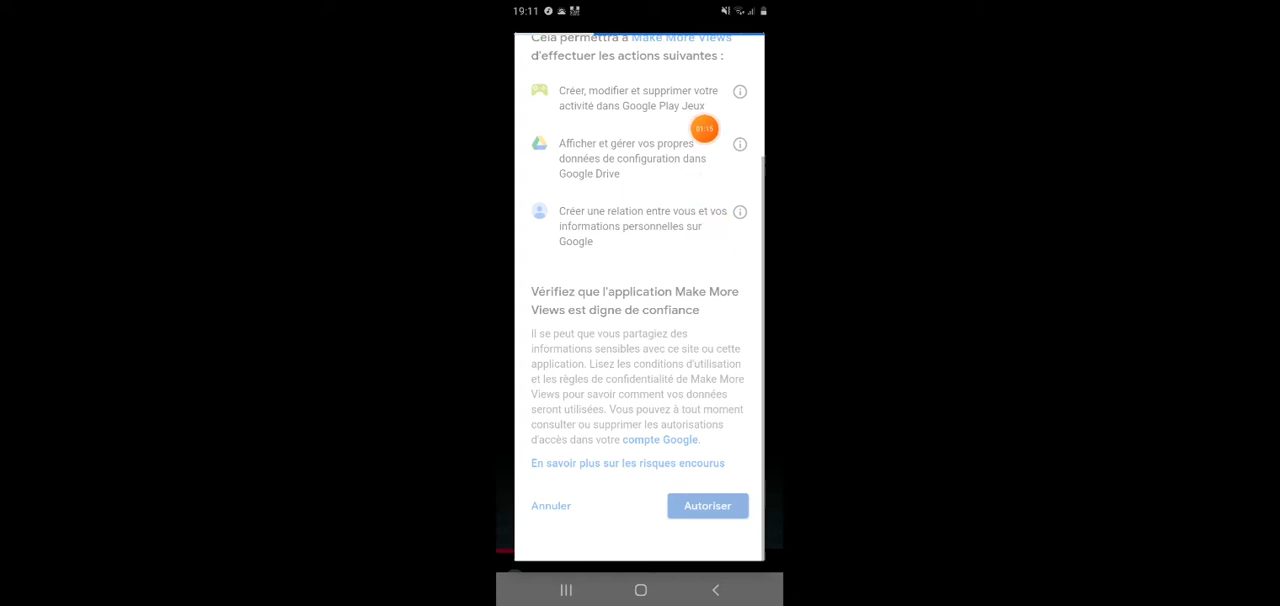 19:11
Cela permettra à Make More Views
d'effectuer les actions suivantes :
Créer, modifier et supprimer votre
activité dans Google Play Jeux
01:15
Afficher et gérer vos propres
données de configuration dans
Google Drive
Créer une relation entre vous et vos
informations personnelles sur
Google
Vérifiez que l'application Make More
Views est digne de confiance
Il se peut que vous partagiez des
informations sensibles avec ce site ou cette
application. Lisez les conditions d'utilisation
et les règles de confidentialité de Make More
Views pour savoir comment vos données
seront utilisées. Vous pouvez à tout moment
consulter ou supprimer les autorisations
d'accès dans votre compte Google.
En savoir plus sur les risques encourus
Annuler
Autoriser